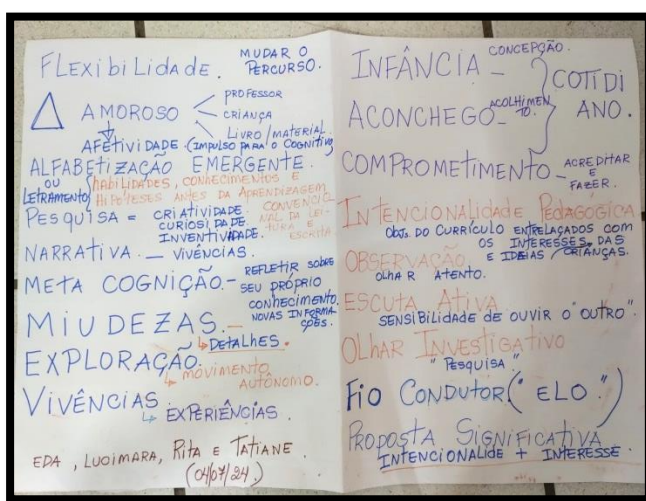 FLEXIBILIDADE. MUDAR O PERCURSO.
△ AMOROSO
PROFESSOR
CRIANÇA
LIVRO/MATERIAL
AFETIVIDADE (IMPULSO PARA O COGNITIVO)
ALFABETIZAÇÃO EMERGENTE.
OU LETRAMENTO
HABILIDADES, CONHECIMENTOS E
HIPÓTESES ANTES DA APRENDIZAGEM
CONVENCIONAL DA LEITURA E ESCRITA
PESQUISA = CRIATIVIDADE
CURIOSIDADE
INVENTIVIDADE.
NARRATIVA — VIVÊNCIAS.
META COGNIÇÃO - REFLETIR SOBRE
SEU PRÓPRIO
CONHECIMENTO.
NOVAS INFORMAÇÕES.
MIUDEZAS.—
DETALHES.
EXPLORAÇÃO.
MOVIMENTO
AUTÔNOMO.
VIVÊNCIAS
EXPERIÊNCIAS.
EDA, LUCIMARA, RITA E TATIANE.
(04/07/24)
INFÂNCIA - CONCEPÇÃO.
ACONCHEGO - ACOLHIMENTO.
COTIDIANO.
COMPROMETIMENTO - ACREDITAR
E
FAZER.
INTENCIONALIDADE PEDAGÓGICA
OBJS. DO CURRÍCULO ENTRELAÇADOS COM
OS INTERESSES DAS
E IDEIAS CRIANÇAS.
OBSERVAÇÃO
OLHAR ATENTO.
ESCUTA ATIVA
SENSIBILIDADE DE OUVIR O "OUTRO".
OLHAR INVESTIGATIVO
"PESQUISA".
FIO CONDUTOR ("ELO.")
PROPOSTA SIGNIFICATIVA
INTENCIONALIDE + INTERESSE